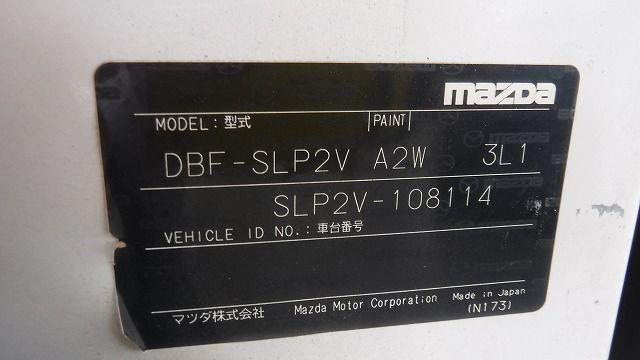 mazda
MODEL: 型式 PAINT
DBF-SLP2V A2W 3L1
SLP2V-108114
VEHICLE ID NO.: 車台番号
マツダ株式会社 Mazda Motor Corporation Made in Japan
(N173)